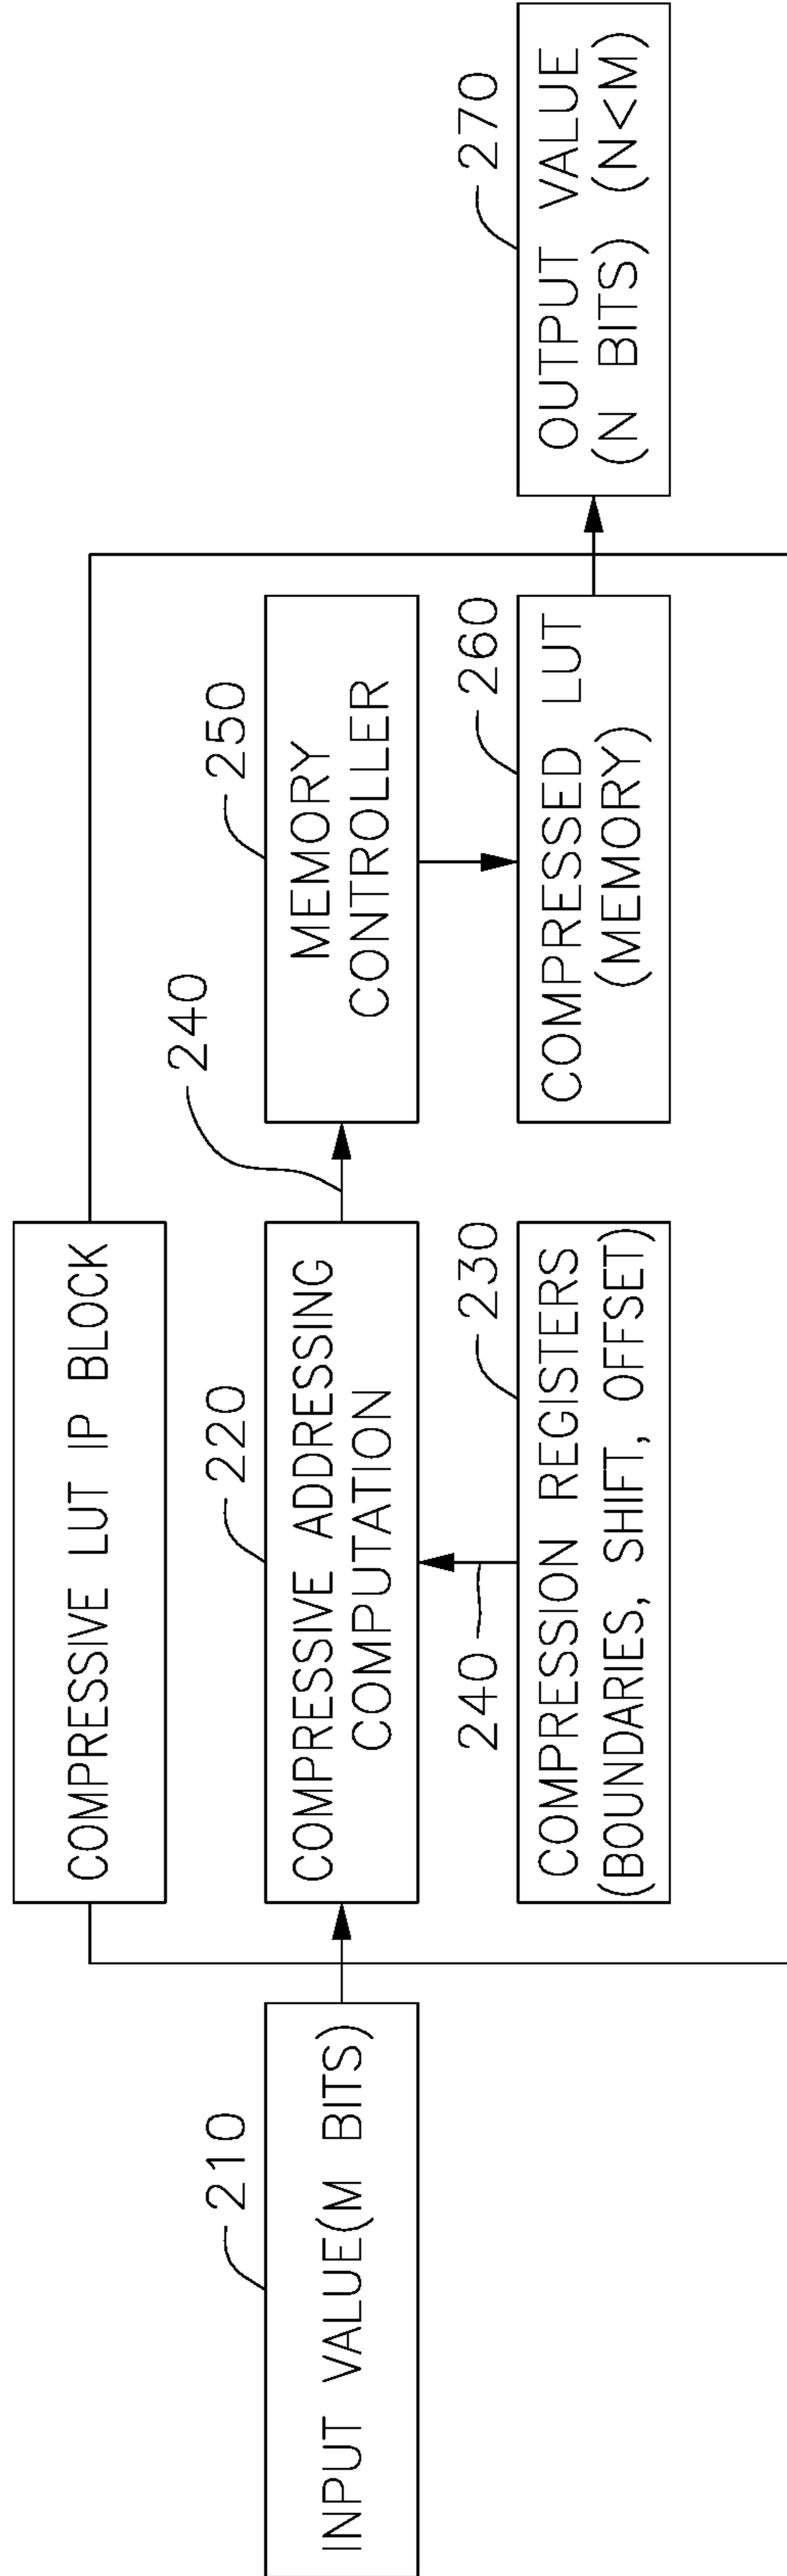 COMPRESSIVE LUT IP BLOCK
210
INPUT VALUE(M BITS)
220
COMPRESSIVE ADDRESSING
COMPUTATION
240
250
MEMORY
CONTROLLER
240
230
COMPRESSION REGISTERS
(BOUNDARIES, SHIFT, OFFSET)
260
COMPRESSED LUT
(MEMORY)
270
OUTPUT VALUE
(N BITS) (N<M)